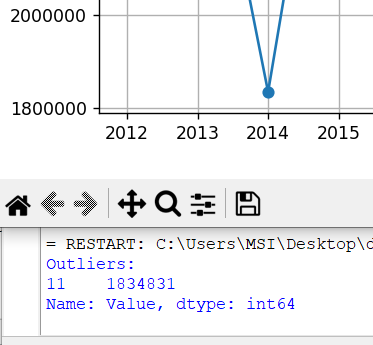 2000000
1800000
2012 2013 2014 2015
= RESTART: C:\Users\MSI\Desktop\d
Outliers:
11    1834831
Name: Value, dtype: int64